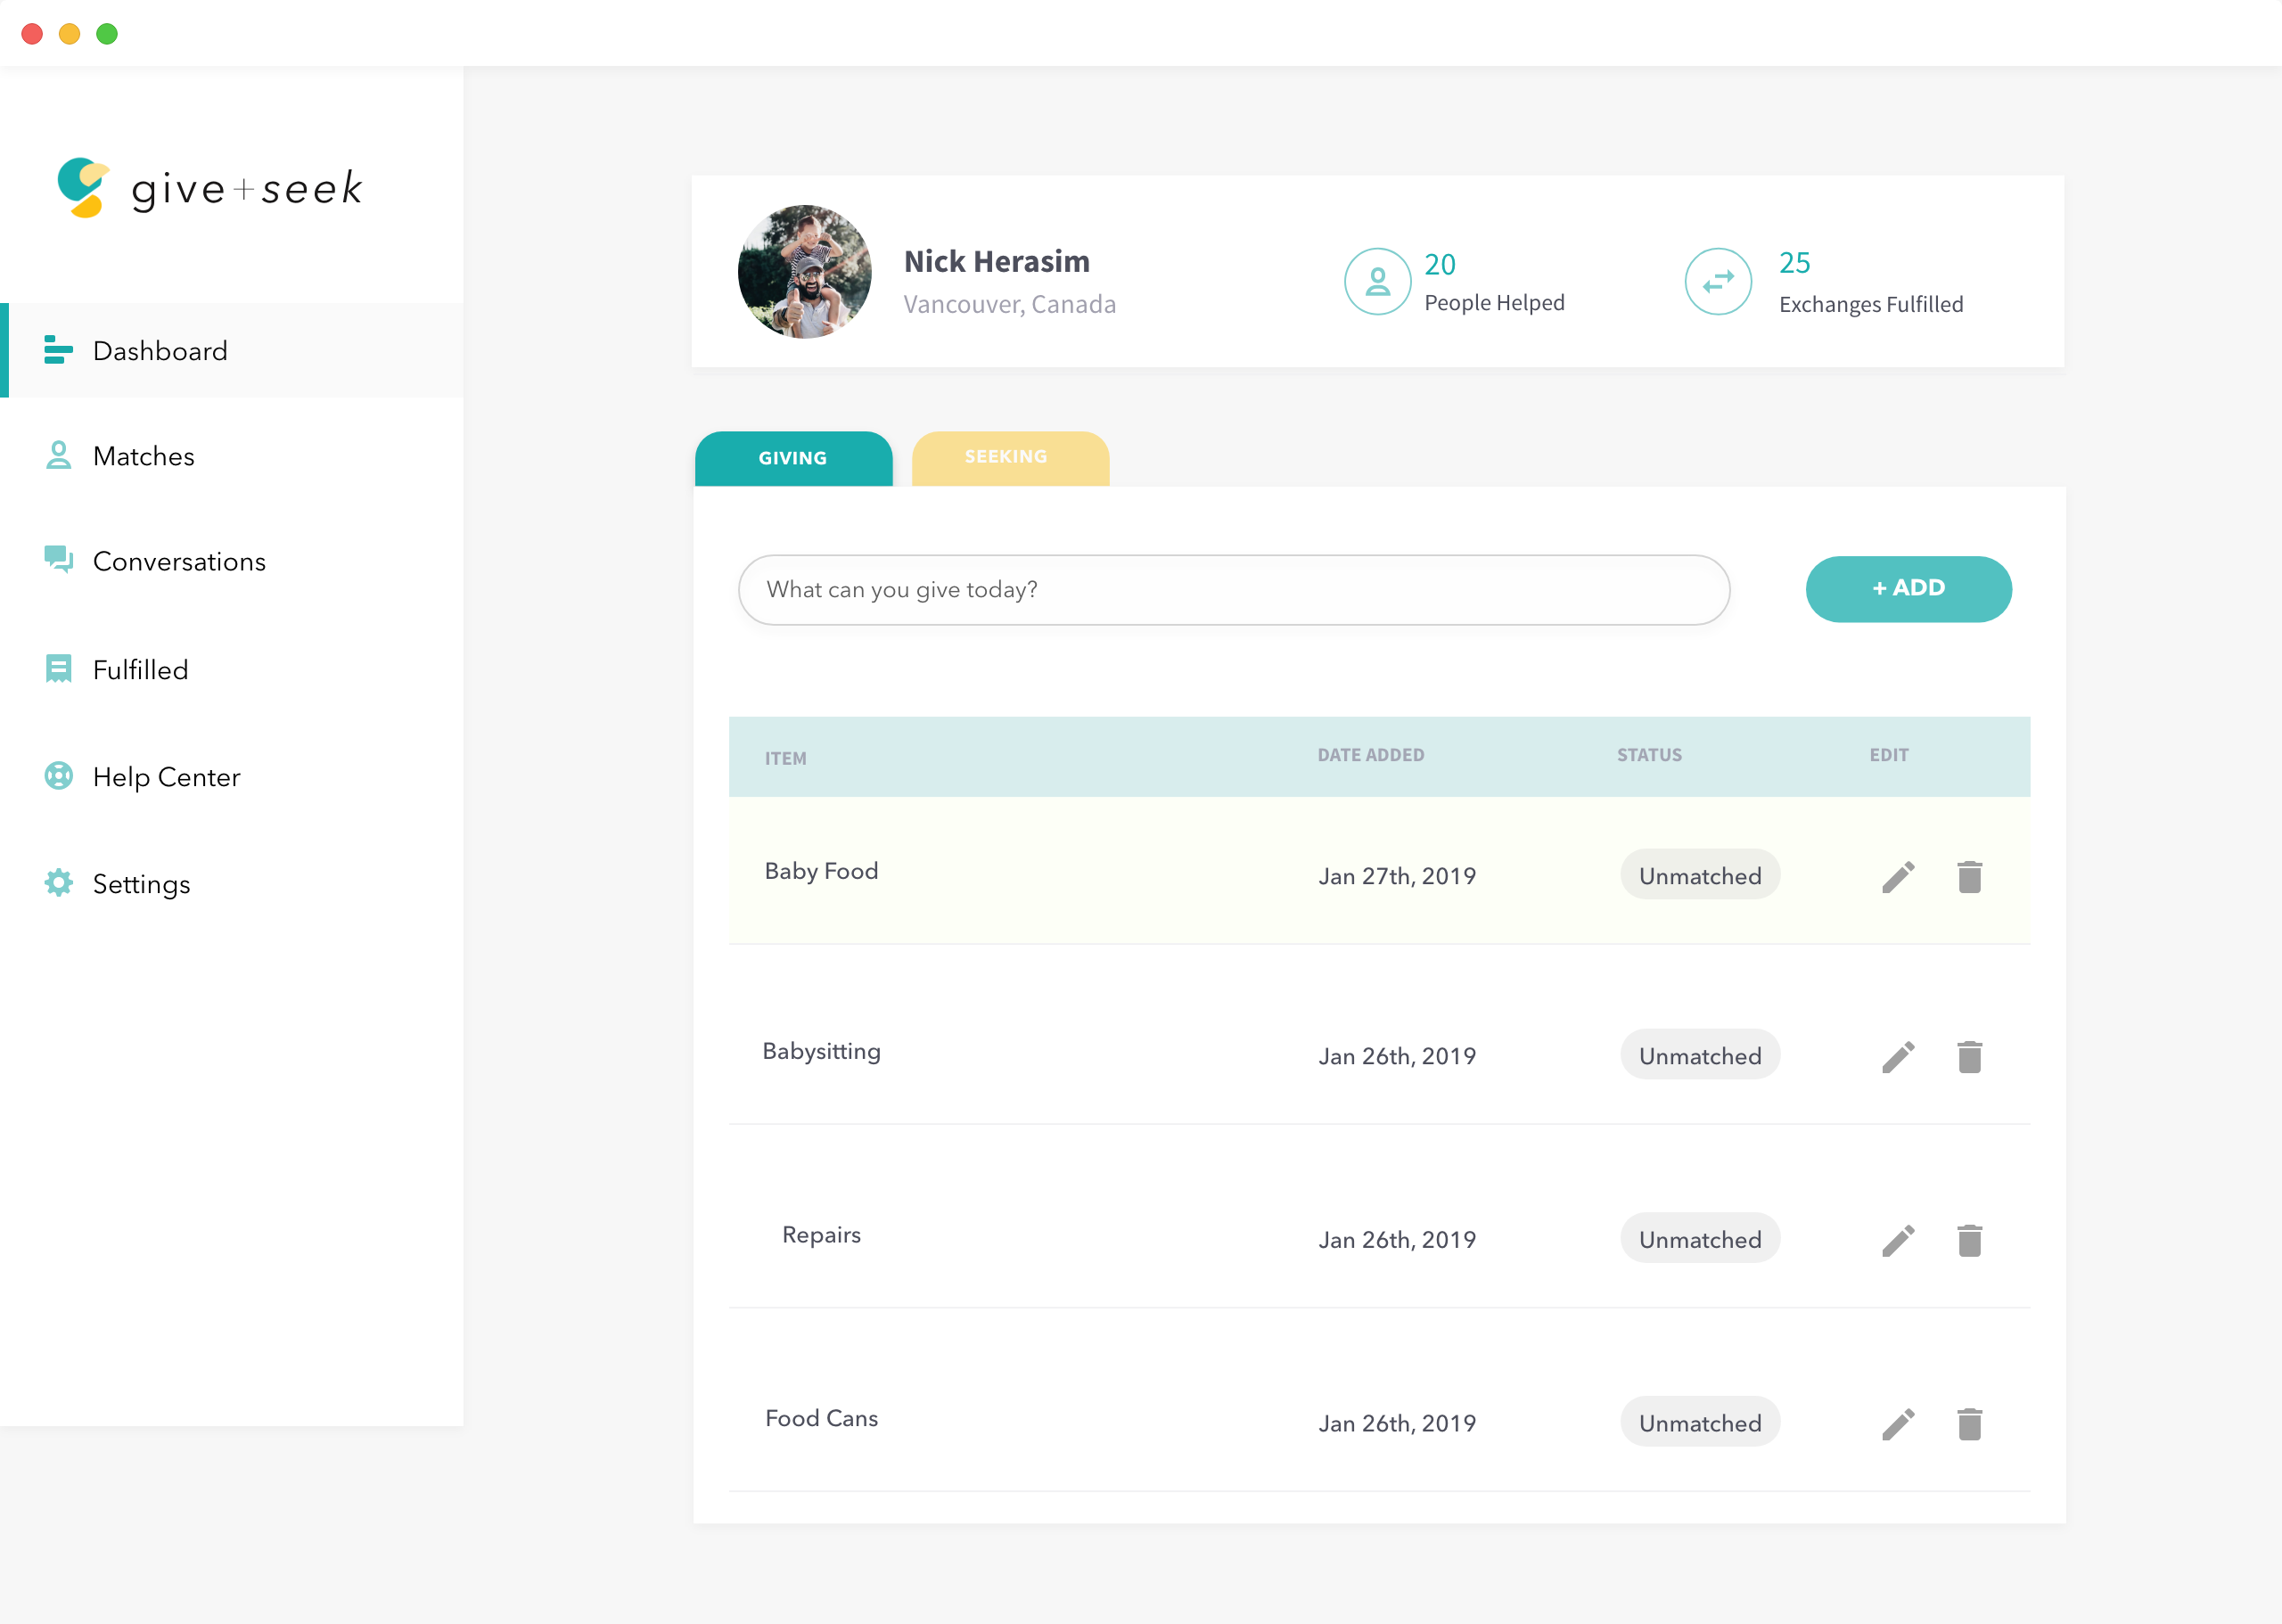 give+seek
Dashboard
Matches
Conversations
Fulfilled
Help Center
Settings
Nick Herasim
Vancouver, Canada
20
People Helped
25
Exchanges Fulfilled
GIVING
SEEKING
What can you give today?
+ ADD
ITEM DATE ADDED STATUS EDIT
Baby Food Jan 27th, 2019 Unmatched
Babysitting Jan 26th, 2019 Unmatched
Repairs Jan 26th, 2019 Unmatched
Food Cans Jan 26th, 2019 Unmatched